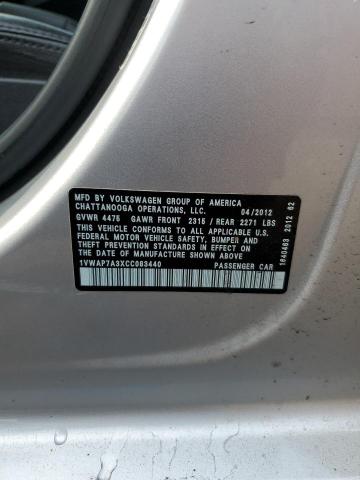 MFD BY VOLKSWAGEN GROUP OF AMERICA
CHATTANOOGA OPERATIONS, LLC. 04/2012
GVWR 4475 GAWR FRONT 2315 / REAR 2271 LBS
THIS VEHICLE CONFORMS TO ALL APPLICABLE U.S.
FEDERAL MOTOR VEHICLE SAFETY, BUMPER AND
THEFT PREVENTION STANDARDS IN EFFECT ON THE
DATE OF MANUFACTURE SHOWN ABOVE
1VWAP7A3XCC083440 PASSENGER CAR
1640463 2012 62